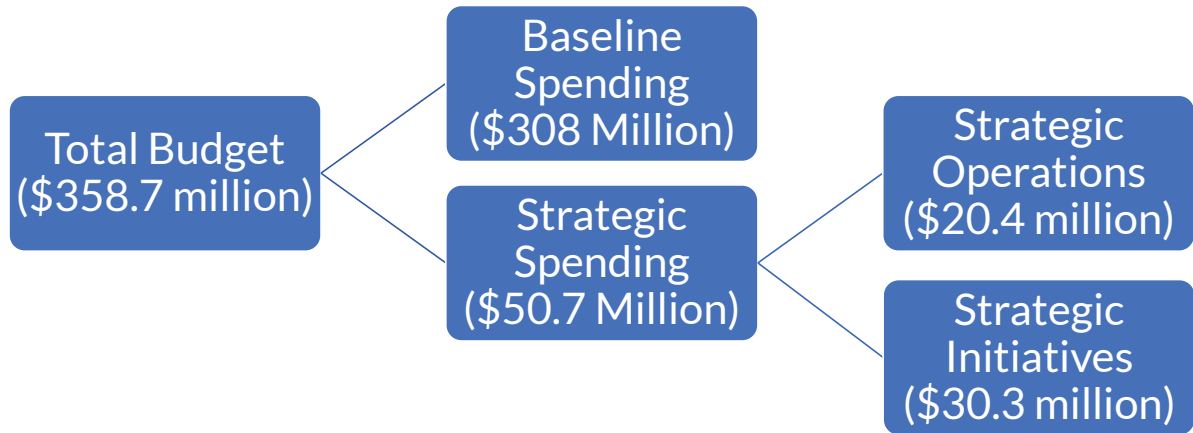 Total Budget
($358.7 million)
Baseline
Spending
($308 Million)
Strategic
Spending
($50.7 Million)
Strategic
Operations
($20.4 million)
Strategic
Initiatives
($30.3 million)